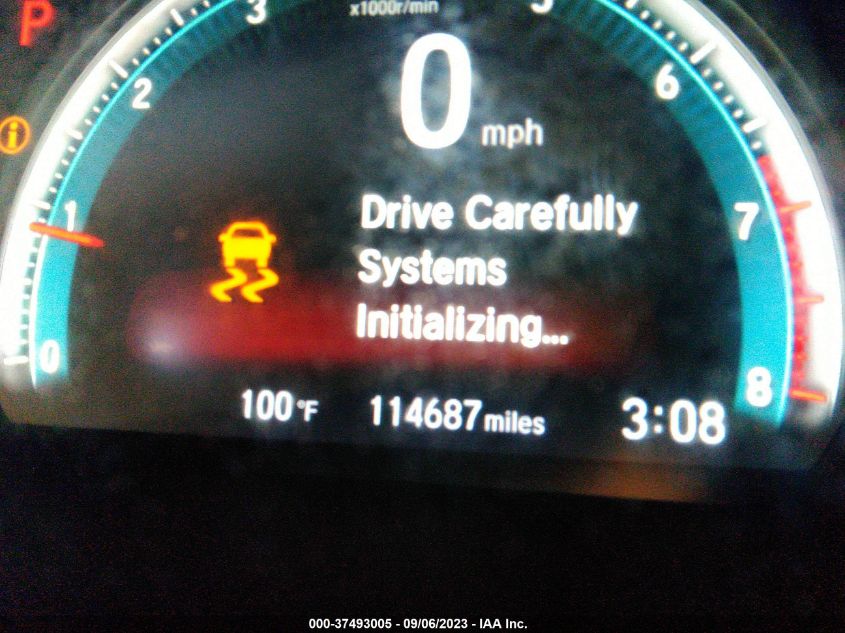 P
3
x1000r/min
5
0 mph
2
6
i
1
7
Drive Carefully
Systems
Initializing...
0
8
100°F 114687 miles 3:08
000-37493005 - 09/06/2023 - IAA Inc.